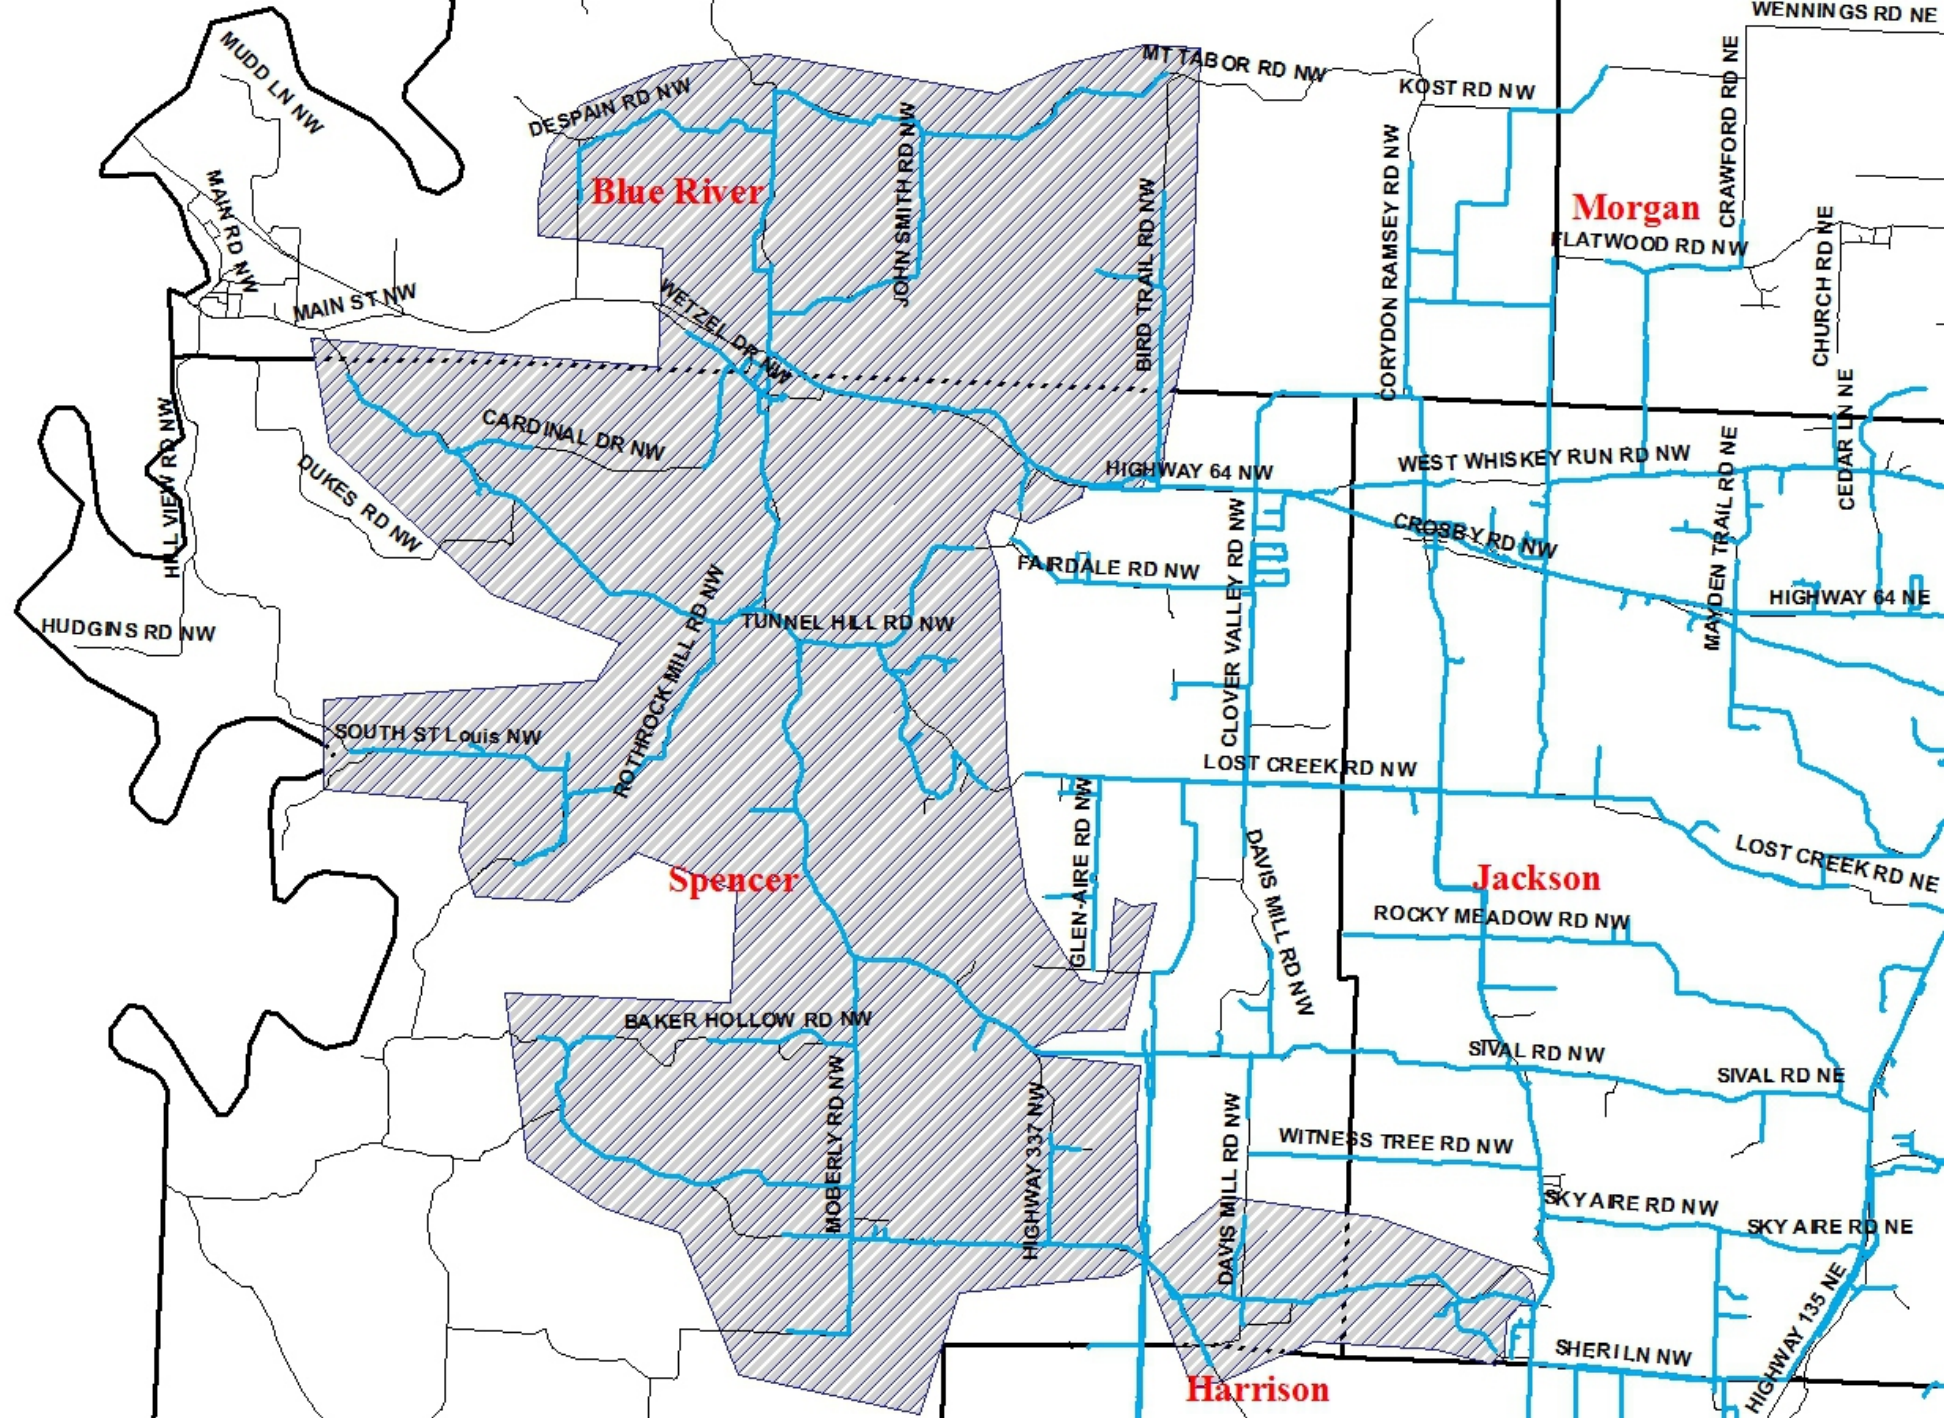 WENNINGS RD NE
MUDD LN NW
MT TABOR RD NW
KOST RD NW
CRAWFORD RD NE
DESPAIN RD NW
JOHN SMITH RD NW
CORYDON RAMSEY RD NW
Blue River
Morgan
MAIN RD NW
BIRD TRAIL RD NW
FLATWOOD RD NW
CHURCH RD NE
MAIN ST NW
WETZEL DR NW
HILL VIEW RD NW
CARDINAL DR NW
CEDAR LN NE
DUKES RD NW
HIGHWAY 64 NW
WEST WHISKEY RUN RD NW
MAYDEN TRAIL RD NE
CROSBY RD NW
FAIRDALE RD NW
CLOVER VALLEY RD NW
HIGHWAY 64 NE
HUDGINS RD NW
ROTHROCK MILL RD NW
TUNNEL HILL RD NW
SOUTH ST Louis NW
LOST CREEK RD NW
GLEN-AIRE RD NW
DAVIS MILL RD NW
LOST CREEK RD NE
Spencer
Jackson
ROCKY MEADOW RD NW
BAKER HOLLOW RD NW
SIVAL RD NW
SIVAL RD NE
MOBERLY RD NW
HIGHWAY 337 NW
DAVIS MILL RD NW
WITNESS TREE RD NW
SKY AIRE RD NW
SKY AIRE RD NE
HIGHWAY 135 NE
SHERI LN NW
Harrison